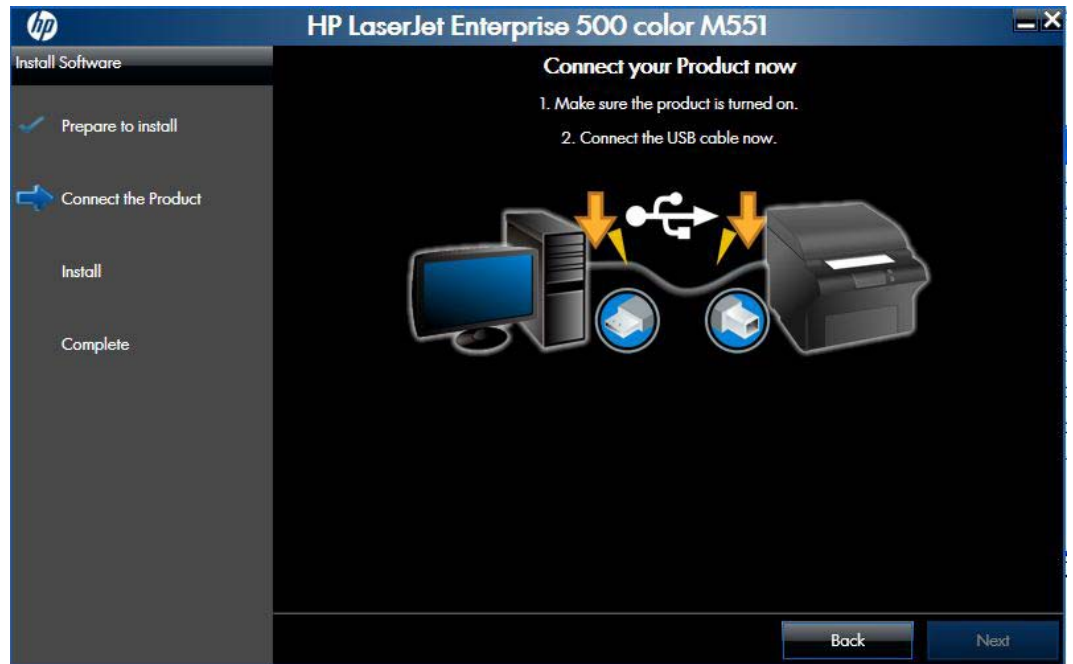 hp
HP LaserJet Enterprise 500 color M551
Install Software
Prepare to install
Connect the Product
Install
Complete
Connect your Product now
1. Make sure the product is turned on.
2. Connect the USB cable now.
Back
Next